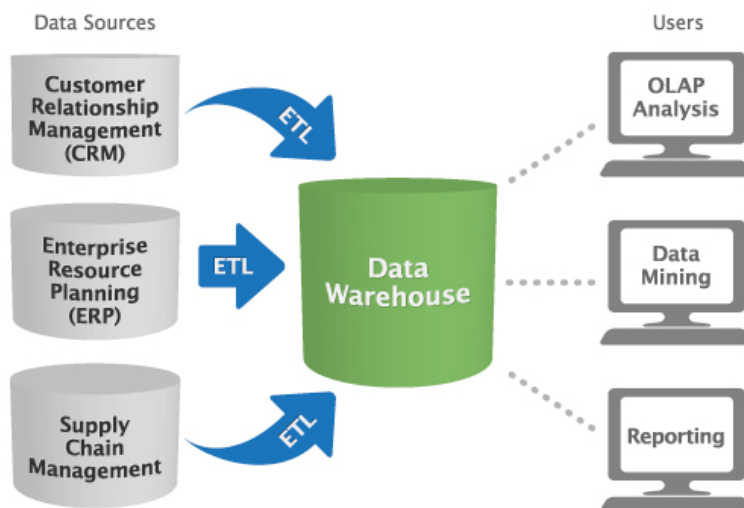 Data Sources
Users
Customer
Relationship
Management
(CRM)
ETL
OLAP
Analysis
Enterprise
Resource
Planning
(ERP)
ETL
Data
Warehouse
Data
Mining
Supply
Chain
Management
ETL
Reporting